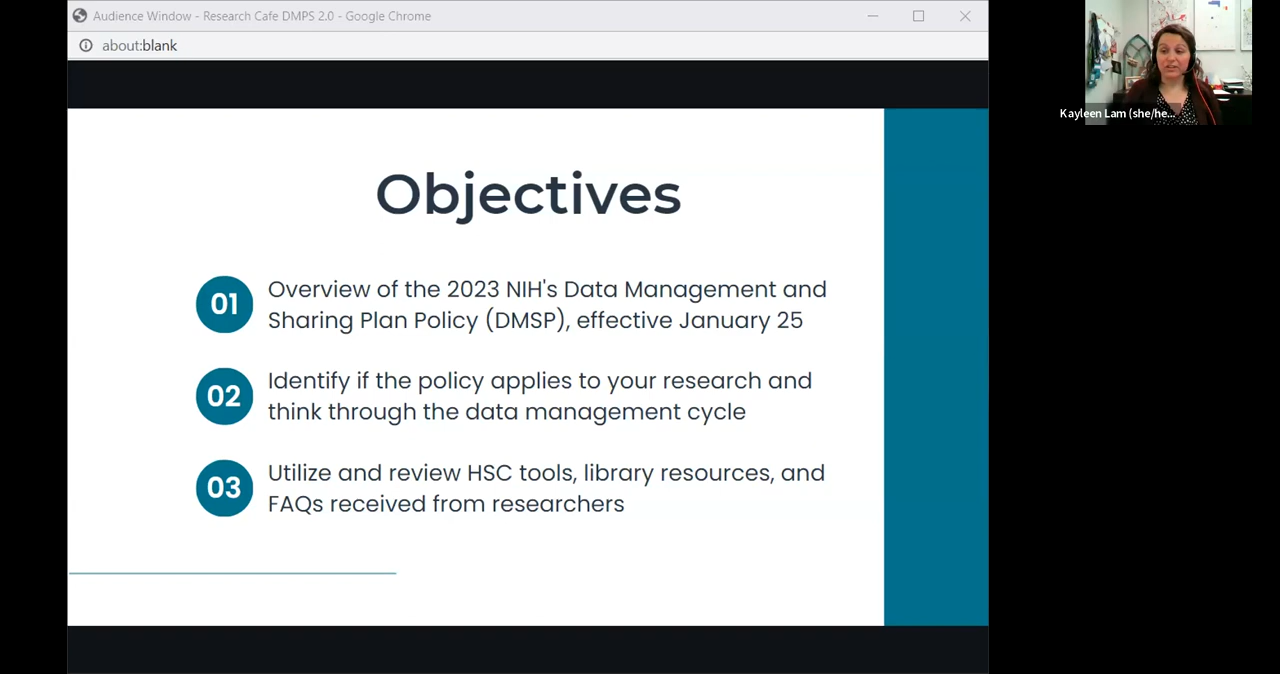 Audience Window - Research Cafe DMPS 2.0 - Google Chrome
about:blank
Kayleen Lam (she/he...
Objectives
01
Overview of the 2023 NIH's Data Management and
Sharing Plan Policy (DMSP), effective January 25
02
Identify if the policy applies to your research and
think through the data management cycle
03
Utilize and review HSC tools, library resources, and
FAQs received from researchers